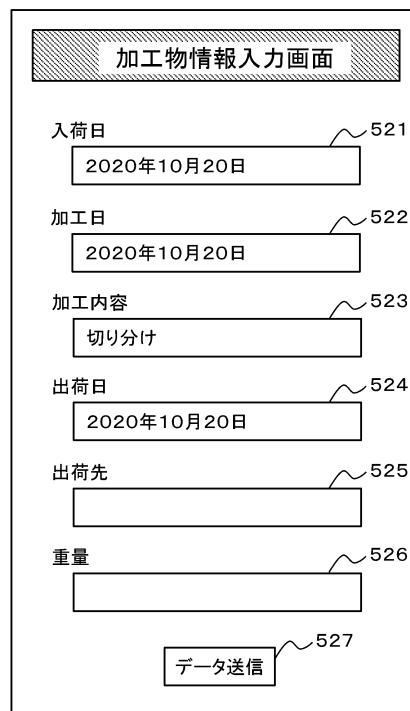 加工物情報入力画面
入荷日
521
2020年10月20日
加工日
522
2020年10月20日
加工内容
523
切り分け
出荷日
524
2020年10月20日
出荷先
525
重量
526
527
データ送信